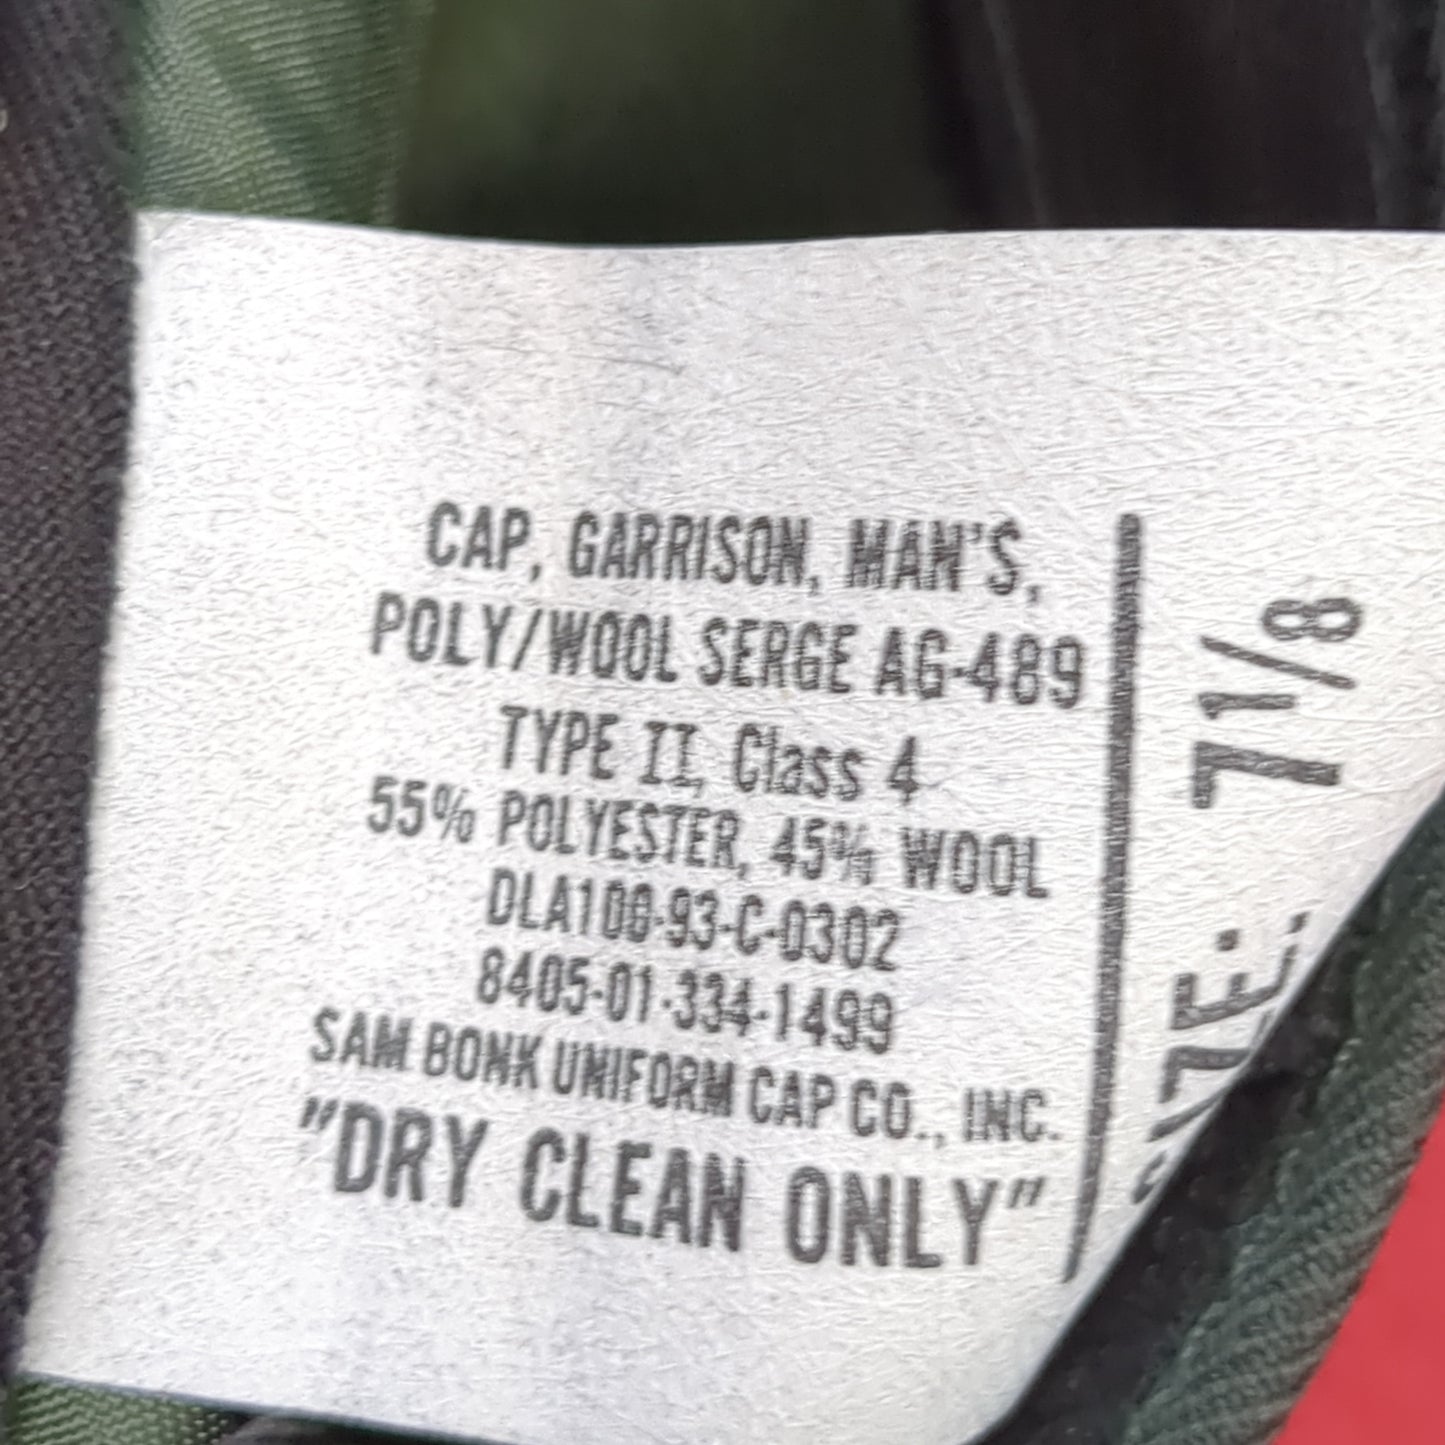 CAP, GARRISON, MAN'S,
POLY/WOOL SERGE AG-489
TYPE II, Class 4
55% POLYESTER, 45% WOOL
DLA100-93-C-0302
8405-01-334-1499
SAM BONK UNIFORM CAP CO., INC.
"DRY CLEAN ONLY"
SIZE: 7 1/8